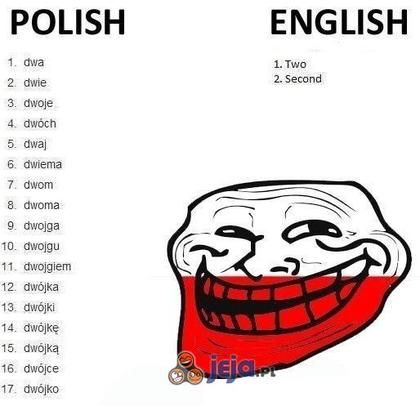 POLISH
1. dwa
2. dwie
3. dwoje
4. dwóch
5. dwaj
6. dwiema
7. dwom
8. dwoma
9. dwojga
10. dwojgu
11. dwojgiem
12. dwójka
13. dwójki
14. dwójkę
15. dwójką
16. dwójce
17. dwójko
ENGLISH
1. Two
2. Second
jeja.pl